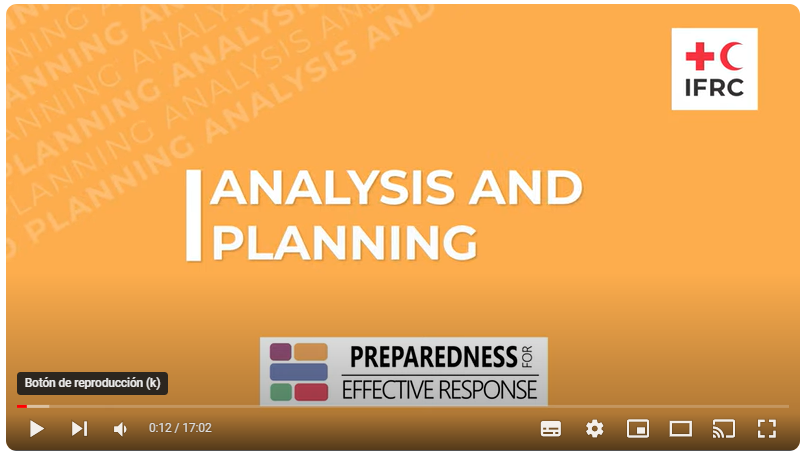 PLANNING ANALYSIS AND
PLANNING ANALYSIS AND
PLANNING ANALYSIS AND
IFRC
ANALYSIS AND
PLANNING
PREPAREDNESS FOR
EFFECTIVE RESPONSE
Botón de reproducción (k)
0:12 / 17:02